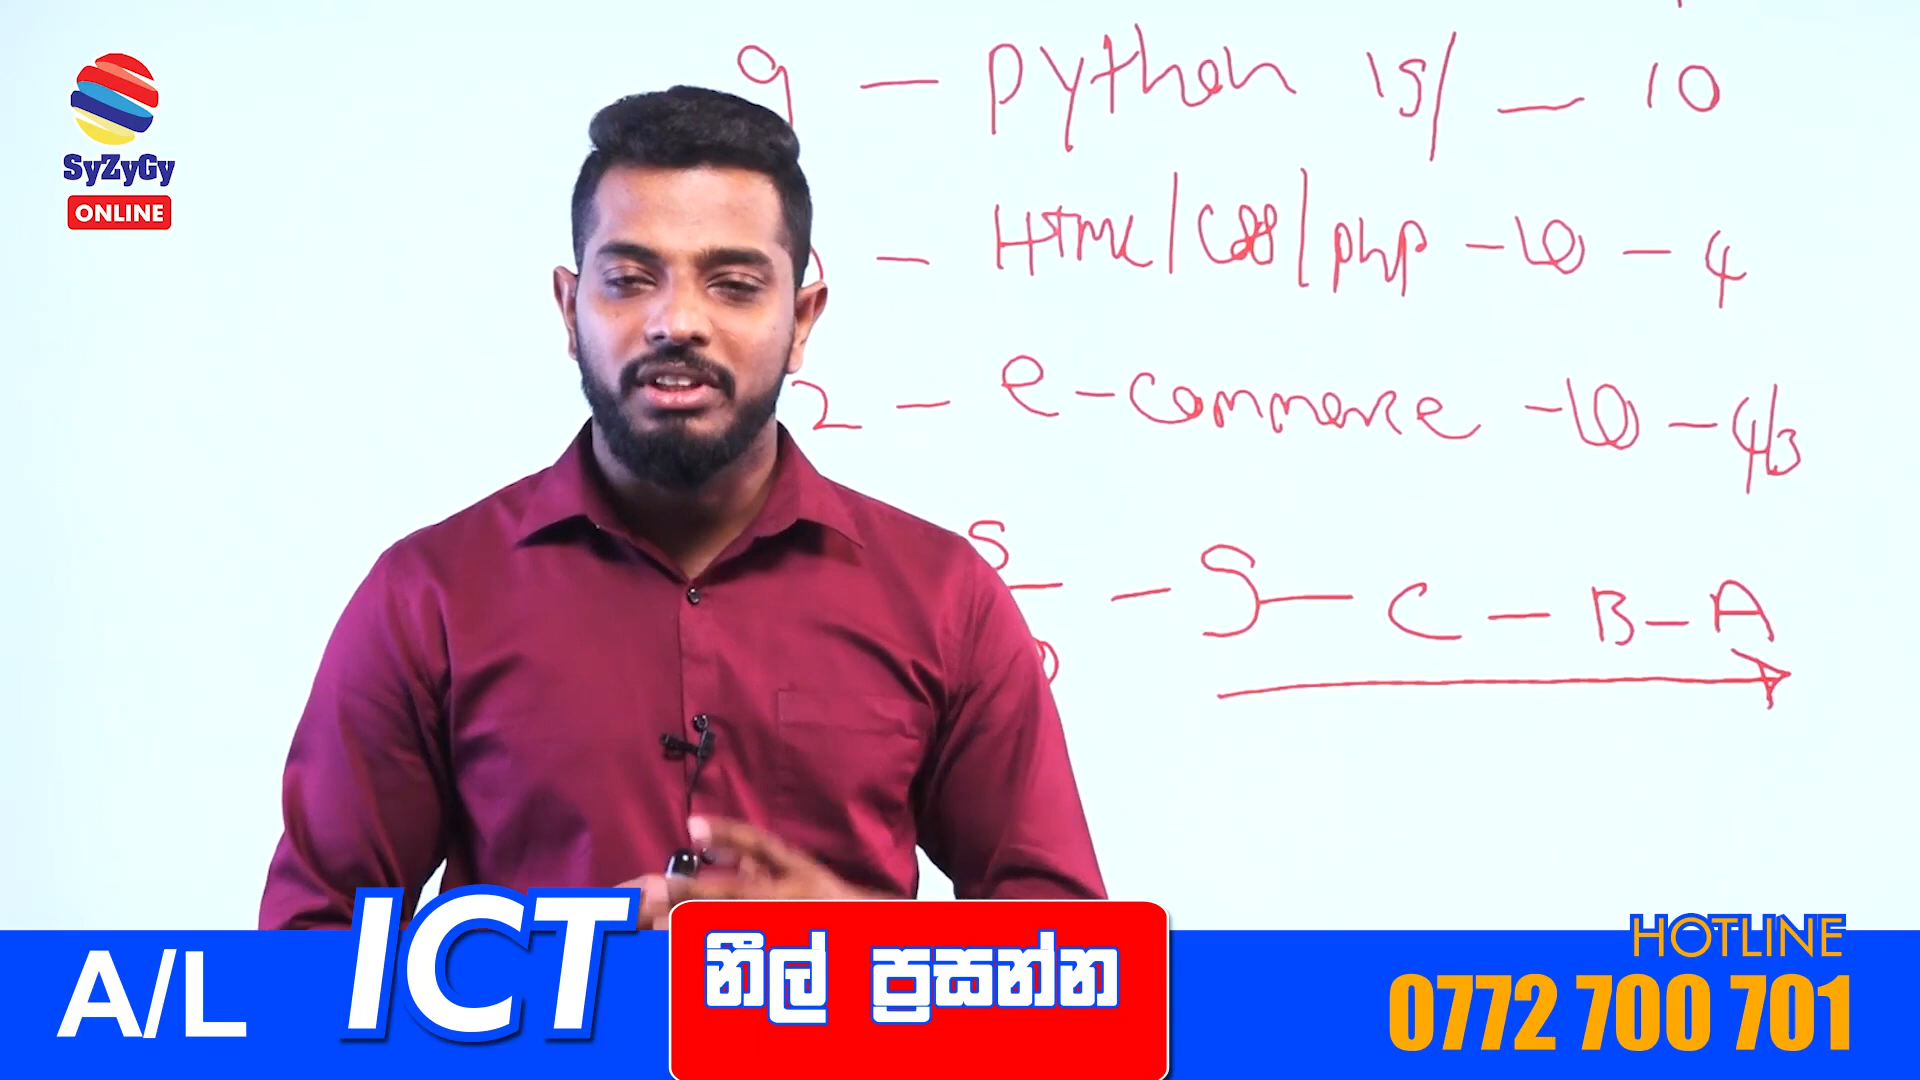 SyZyGy
ONLINE
9 — python 15/ — 10
— HTML/CSS/php - 10 — 4
2 — e-commerce - 10 — 4/3
S
— S — C — B — A
A/L ICT
නීල් ප්‍රසන්න
HOTLINE
0772 700 701